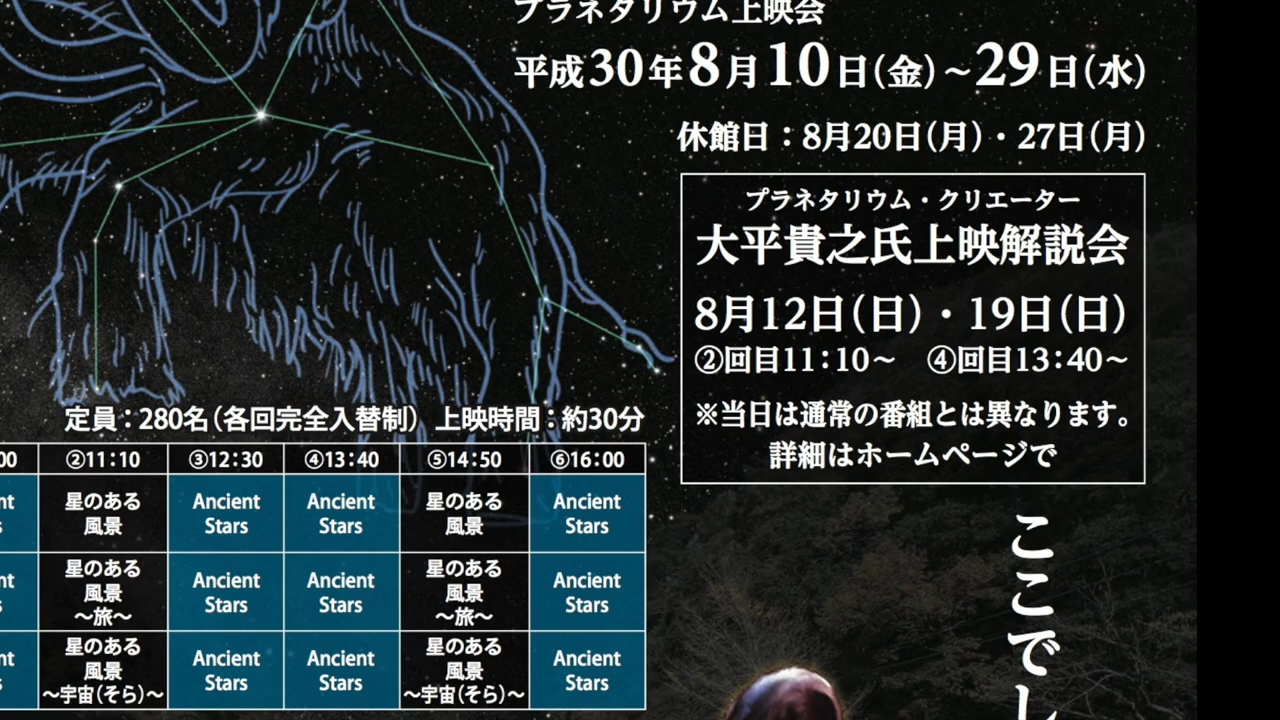 プラネタリウム上映会
平成30年8月10日(金)～29日(水)
休館日：8月20日(月)・27日(月)
プラネタリウム・クリエーター
大平貴之氏上映解説会
8月12日(日)・19日(日)
②回目11：10～　④回目13：40～
※当日は通常の番組とは異なります。
詳細はホームページで
定員：280名(各回完全入替制)　上映時間：約30分
00 ②11：10 ③12：30 ④13：40 ⑤14：50 ⑥16：00
星のある
風景
Ancient
Stars
Ancient
Stars
星のある
風景
Ancient
Stars
星のある
風景
～旅～
Ancient
Stars
Ancient
Stars
星のある
風景
～旅～
Ancient
Stars
星のある
風景
～宇宙(そら)～
Ancient
Stars
Ancient
Stars
星のある
風景
～宇宙(そら)～
Ancient
Stars
ここでし